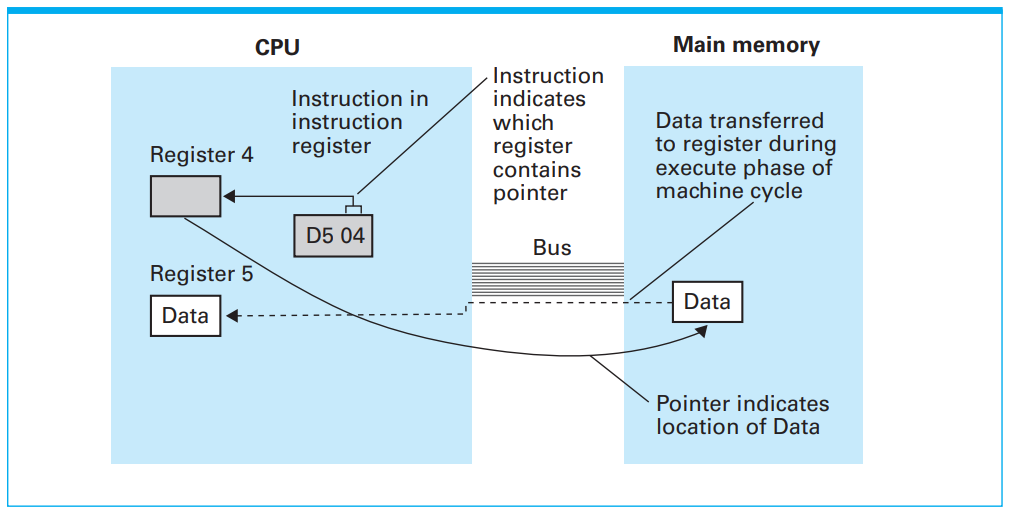 CPU
Main memory
Instruction in
instruction
register
Instruction
indicates
which
register
contains
pointer
Data transferred
to register during
execute phase of
machine cycle
Register 4
D5 04
Bus
Register 5
Data
Data
Pointer indicates
location of Data